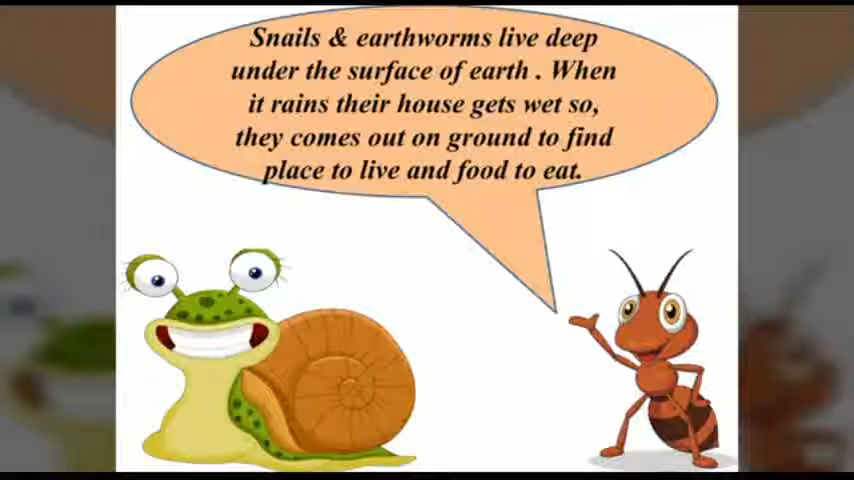 Snails & earthworms live deep
under the surface of earth . When
it rains their house gets wet so,
they comes out on ground to find
place to live and food to eat.